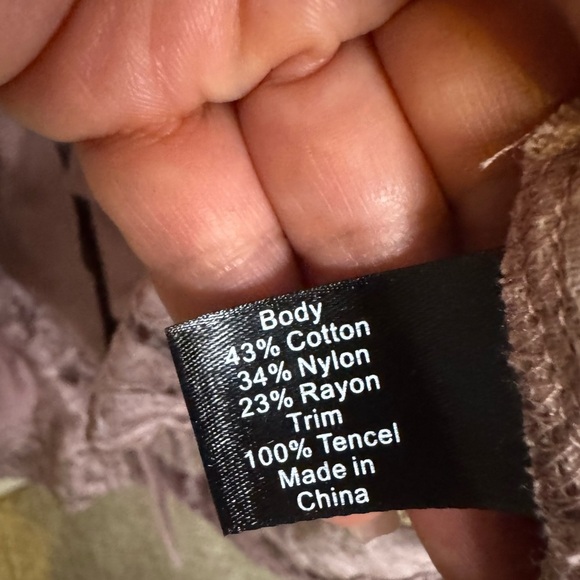 Body
43% Cotton
34% Nylon
23% Rayon
Trim
100% Tencel
Made in
China